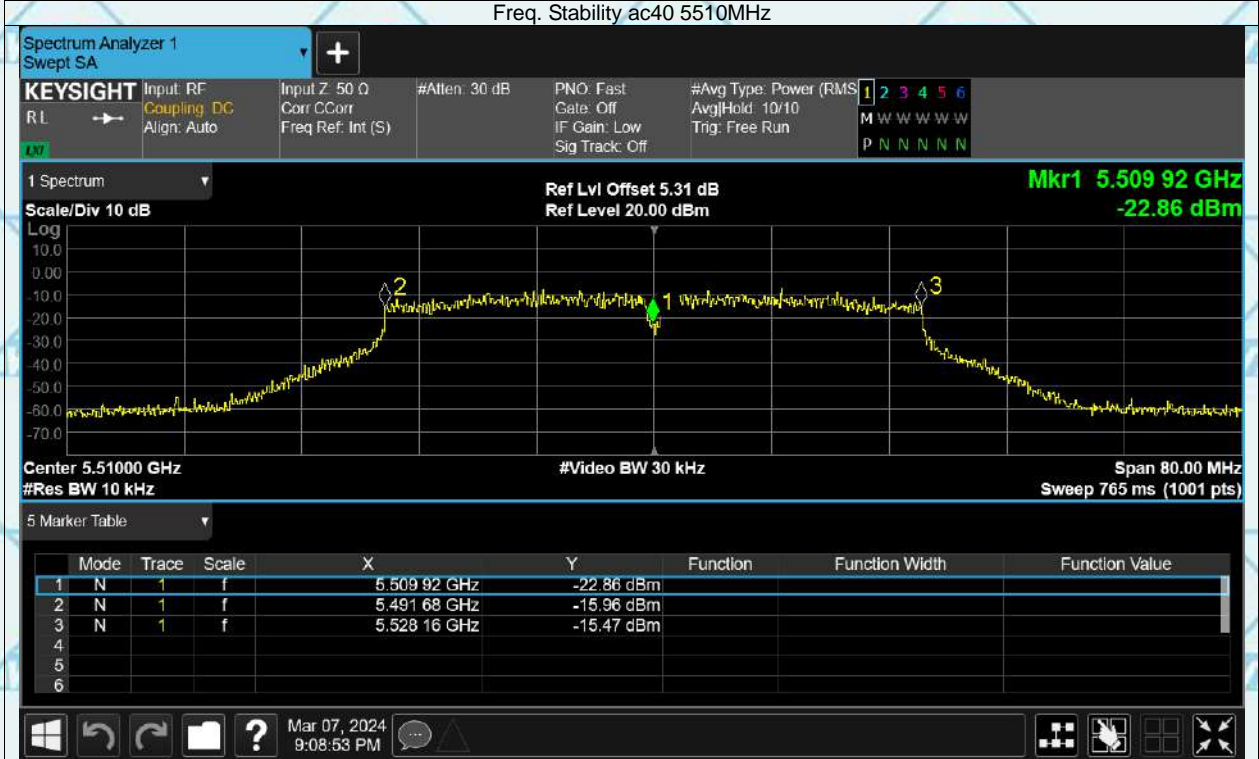 Freq. Stability ac40 5510MHz
Spectrum Analyzer 1
Swept SA
+
KEYSIGHT
RL
LXI
Input: RF
Coupling: DC
Align: Auto
Input Z: 50 Ω
Corr CCorr
Freq Ref: Int (S)
#Atten: 30 dB
PNO: Fast
Gate: Off
IF Gain: Low
Sig Track: Off
#Avg Type: Power (RMS
Avg|Hold: 10/10
Trig: Free Run
1 2 3 4 5 6
M W W W W W
P N N N N N
1 Spectrum
Scale/Div 10 dB
Ref Lvl Offset 5.31 dB
Ref Level 20.00 dBm
Mkr1 5.509 92 GHz
-22.86 dBm
Log
10.0
0.00
-10.0
-20.0
-30.0
-40.0
-50.0
-60.0
-70.0
2
1
3
Center 5.51000 GHz
#Res BW 10 kHz
#Video BW 30 kHz
Span 80.00 MHz
Sweep 765 ms (1001 pts)
5 Marker Table
Mode Trace Scale X Y Function Function Width Function Value
1 N 1 f 5.509 92 GHz -22.86 dBm
2 N 1 f 5.491 68 GHz -15.96 dBm
3 N 1 f 5.528 16 GHz -15.47 dBm
4
5
6
?
Mar 07, 2024
9:08:53 PM